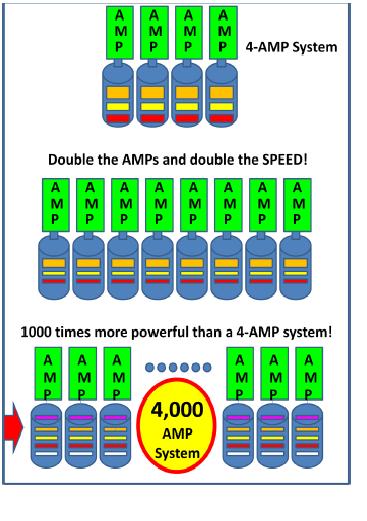 A A A A
M M M M
P P P P
4-AMP System
Double the AMPs and double the SPEED!
A A A A A A A A
M M M M M M M M
P P P P P P P P
1000 times more powerful than a 4-AMP system!
A A A A A A
M M M M M M
P P P P P P
4,000
AMP
System